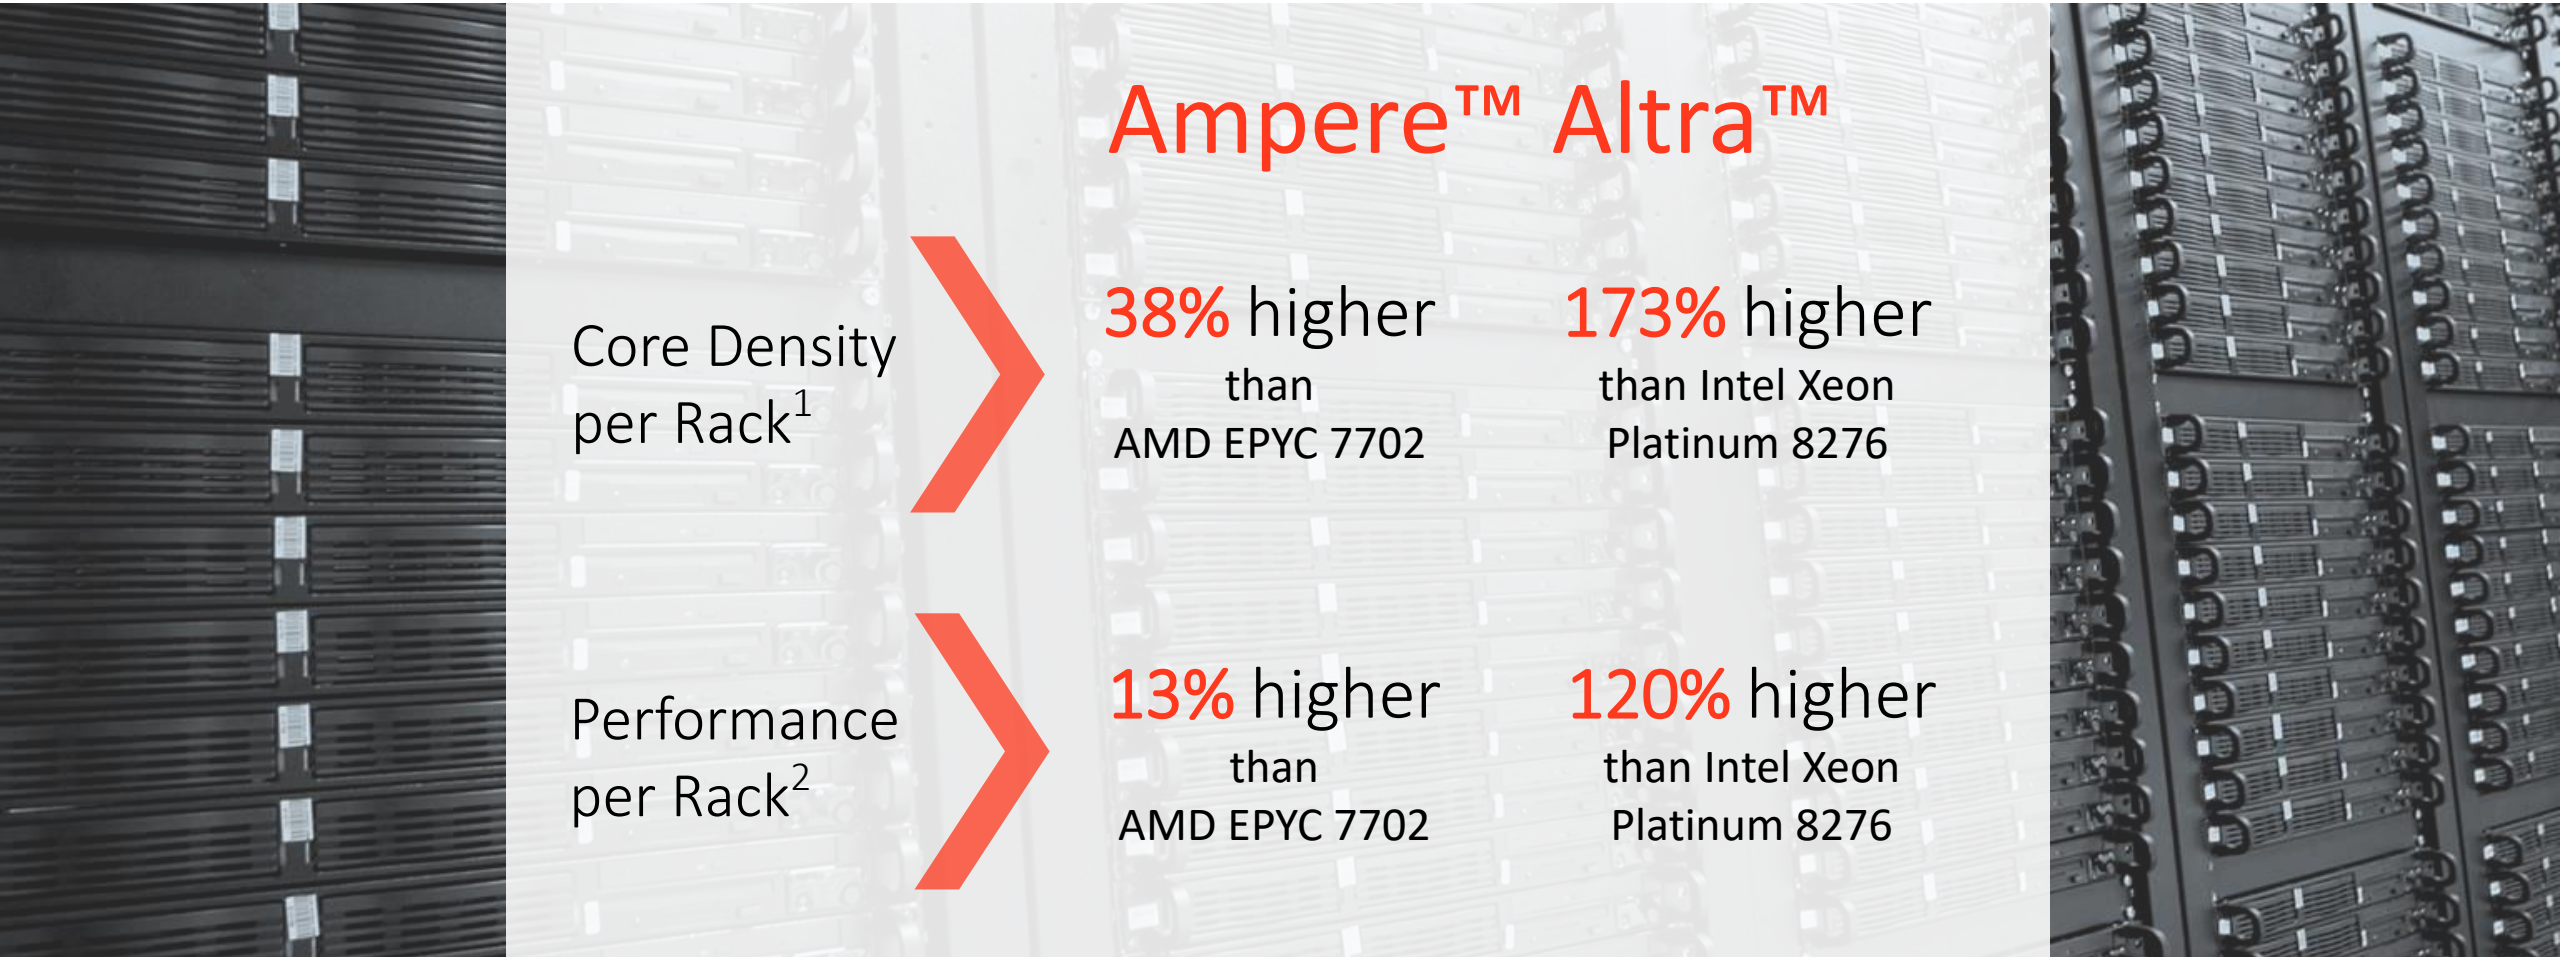 Ampere™ Altra™
Core Density
per Rack1
38% higher
than
AMD EPYC 7702
173% higher
than Intel Xeon
Platinum 8276
Performance
per Rack2
13% higher
than
AMD EPYC 7702
120% higher
than Intel Xeon
Platinum 8276